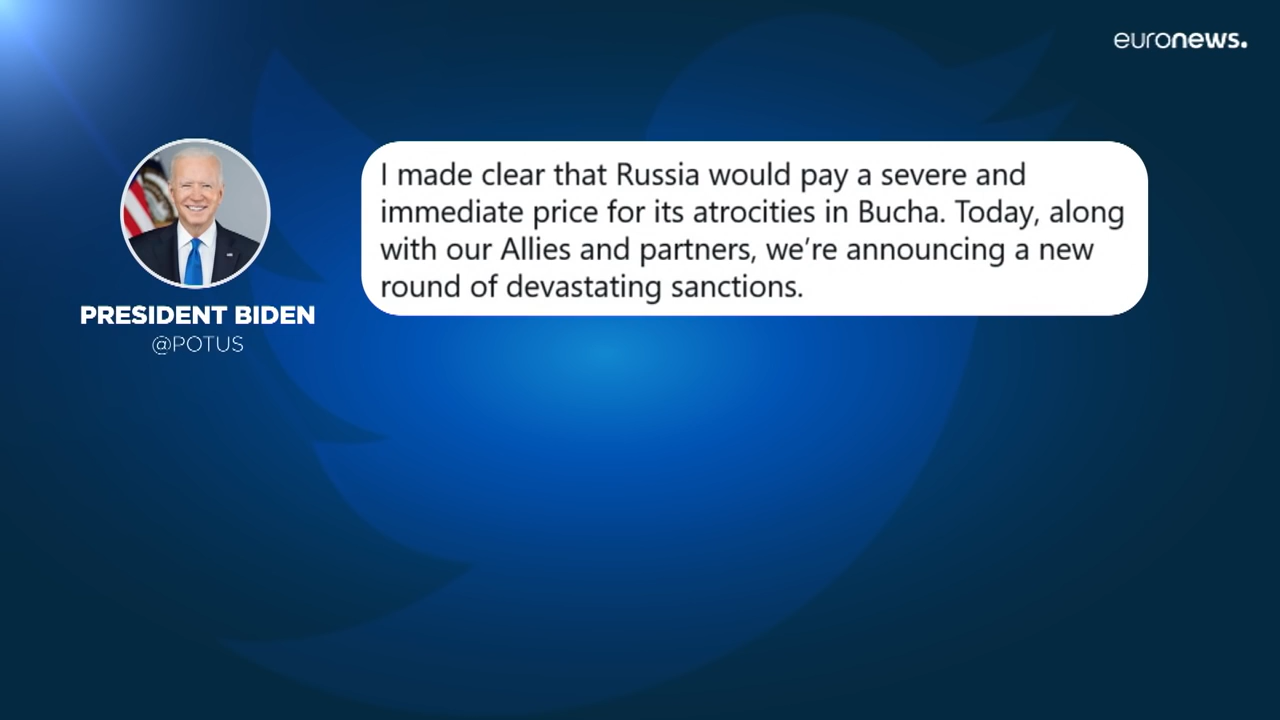 euronews.
I made clear that Russia would pay a severe and
immediate price for its atrocities in Bucha. Today, along
with our Allies and partners, we’re announcing a new
round of devastating sanctions.
PRESIDENT BIDEN
@POTUS